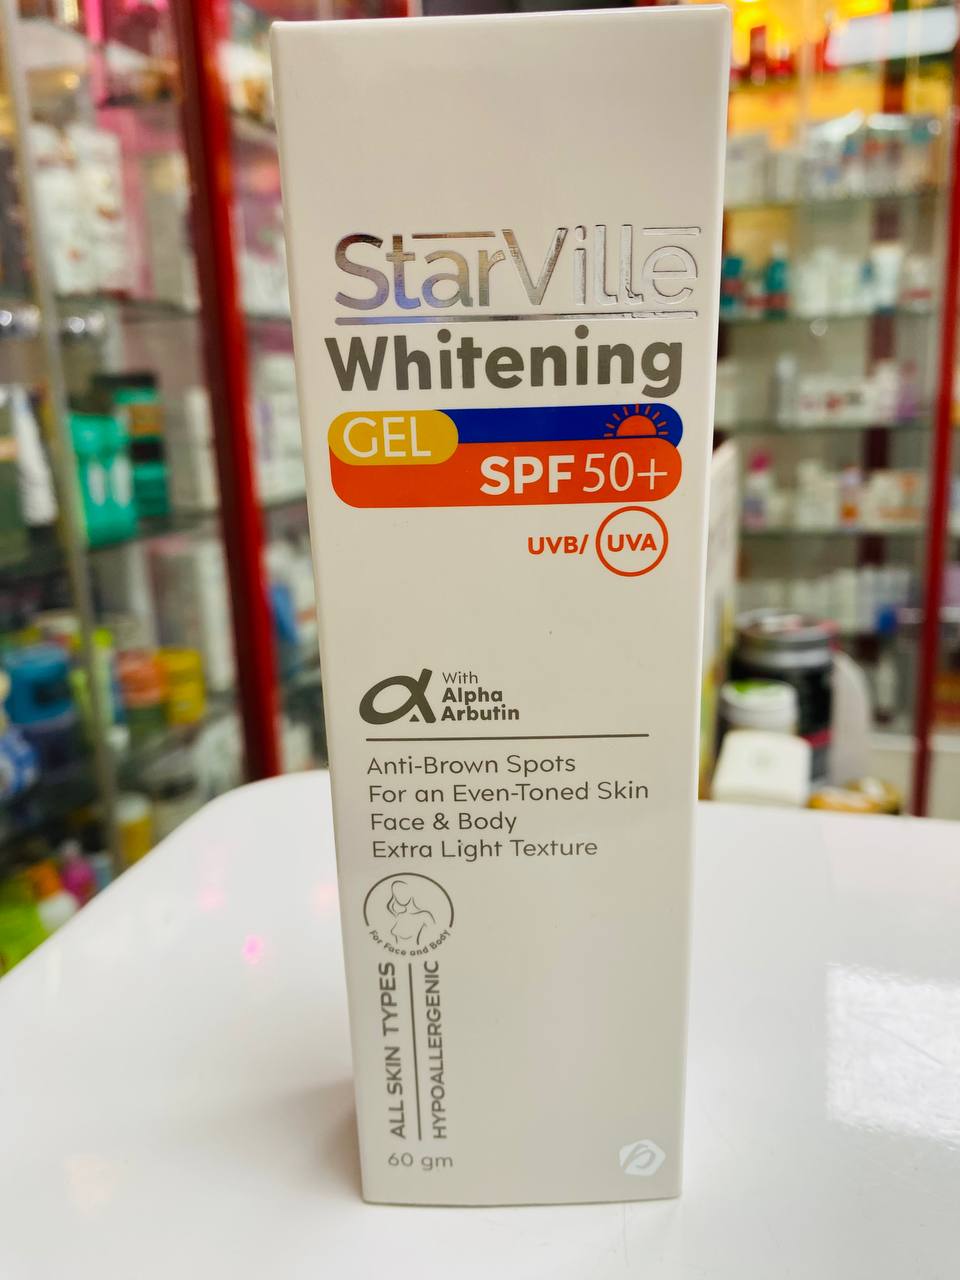 StarVille
Whitening
GEL
SPF 50+
UVB/ UVA
With
Alpha
Arbutin
Anti-Brown Spots
For an Even-Toned Skin
Face & Body
Extra Light Texture
For Face and Body
ALL SKIN TYPES
HYPOALLERGENIC
60 gm